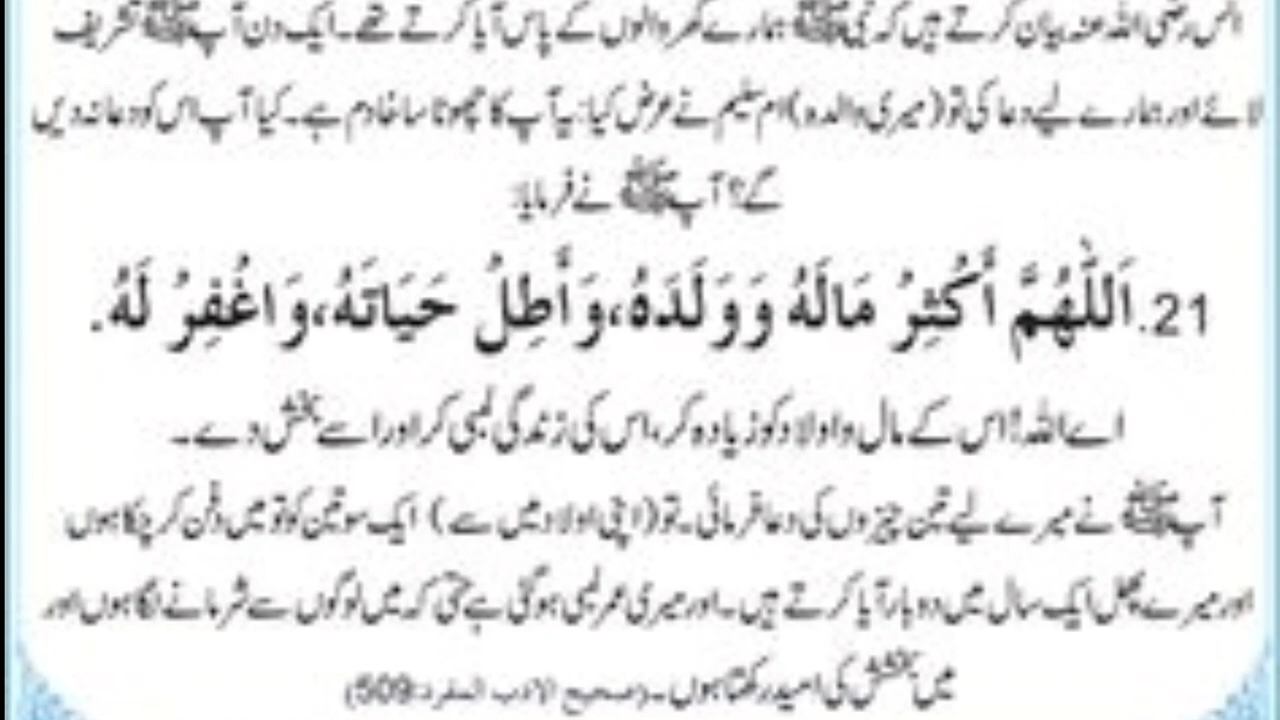 انس رضی اللہ عنہ بیان کرتے ہیں کہ نبی ﷺ ہمارے گھر والوں کے پاس آیا کرتے تھے۔ ایک دن آپ ﷺ تشریف
لائے اور ہمارے لیے دعا کی تو (میری والدہ) ام سلیم نے عرض کیا: یہ آپ کا چھوٹا سا خادم ہے۔ کیا آپ اس کو دعا نہ دیں
گے؟ آپ ﷺ نے فرمایا:
21. اَللّٰهُمَّ أَكْثِرْ مَالَهُ وَوَلَدَهُ، وَأَطِلْ حَيَاتَهُ، وَاغْفِرْ لَهُ.
اے اللہ! اس کے مال و اولاد کو زیادہ کر، اس کی زندگی لمبی کر اور اسے بخش دے۔
آپ ﷺ نے میرے لیے تین چیزوں کی دعا فرمائی۔ تو (اپنی اولاد میں سے) ایک سو تین کو تو میں دفن کر چکا ہوں
اور میرے پھل ایک سال میں دو بار آیا کرتے ہیں۔ اور میری عمر لمبی ہو گئی ہے حتیٰ کہ میں لوگوں سے شرمانے لگا ہوں اور
میں بخشش کی امید رکھتا ہوں۔ (صحیح الادب المفرد: 509)